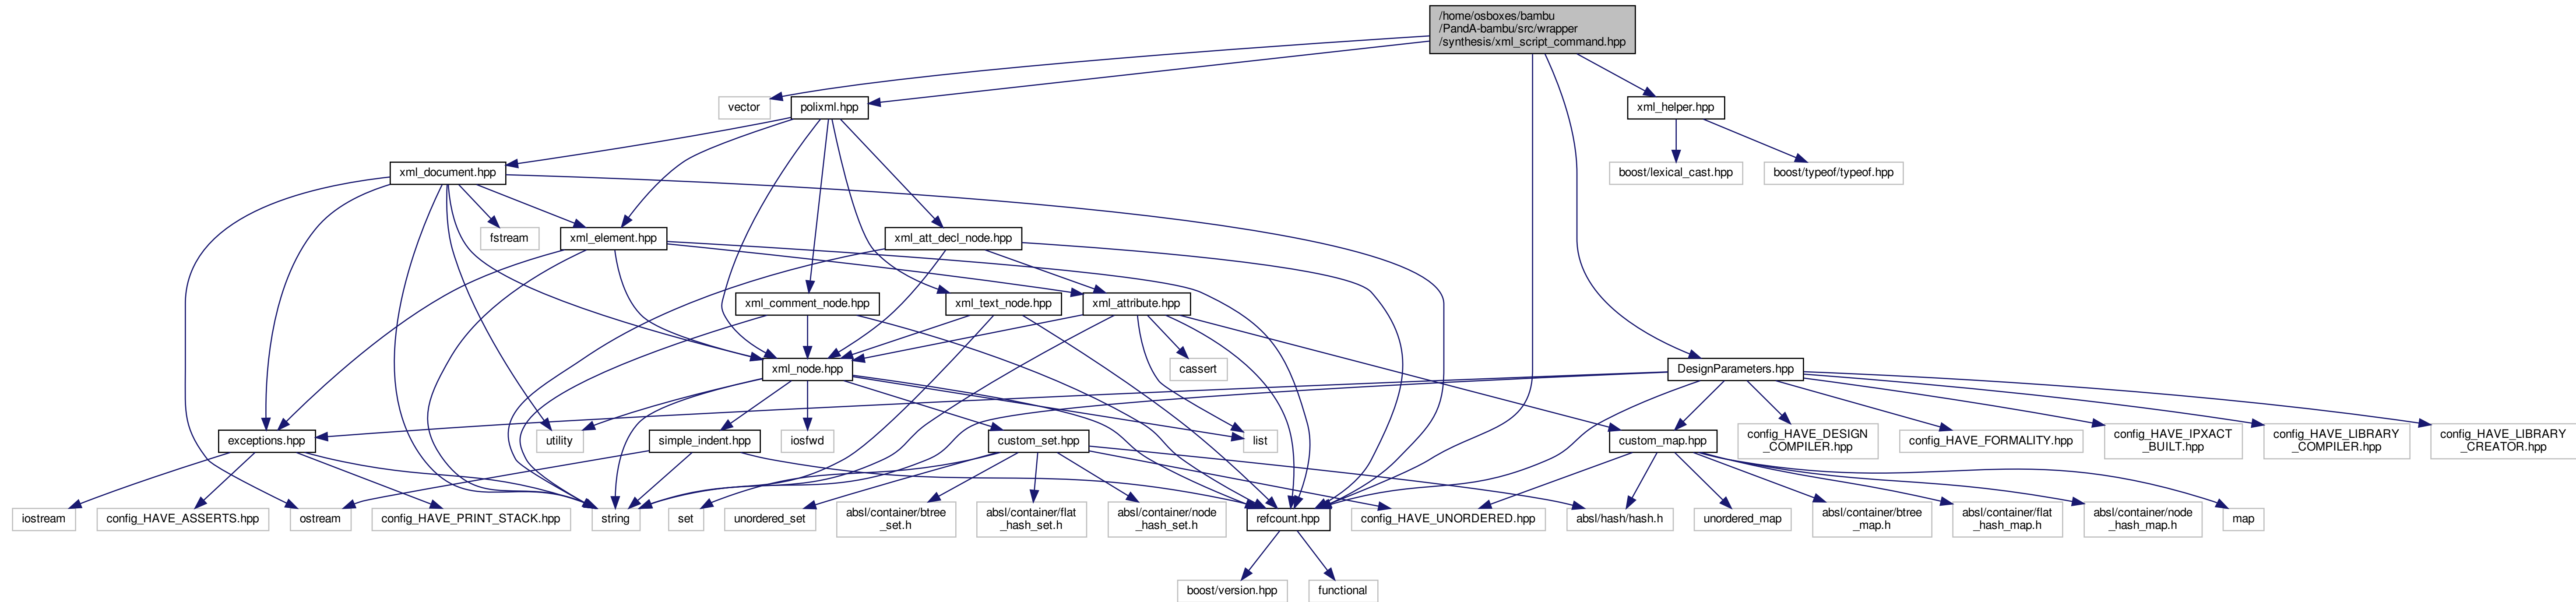 /home/osboxes/bambu
/PandA-bambu/src/wrapper
/synthesis/xml_script_command.hpp
vector
polixml.hpp
xml_helper.hpp
xml_document.hpp
boost/lexical_cast.hpp
boost/typeof/typeof.hpp
fstream
xml_element.hpp
xml_att_decl_node.hpp
xml_comment_node.hpp
xml_text_node.hpp
xml_attribute.hpp
xml_node.hpp
cassert
DesignParameters.hpp
exceptions.hpp
utility
simple_indent.hpp
iosfwd
custom_set.hpp
list
custom_map.hpp
config_HAVE_DESIGN
_COMPILER.hpp
config_HAVE_FORMALITY.hpp
config_HAVE_IPXACT
_BUILT.hpp
config_HAVE_LIBRARY
_COMPILER.hpp
config_HAVE_LIBRARY
_CREATOR.hpp
iostream
config_HAVE_ASSERTS.hpp
ostream
config_HAVE_PRINT_STACK.hpp
string
set
unordered_set
absl/container/btree
_set.h
absl/container/flat
_hash_set.h
absl/container/node
_hash_set.h
refcount.hpp
config_HAVE_UNORDERED.hpp
absl/hash/hash.h
unordered_map
absl/container/btree
_map.h
absl/container/flat
_hash_map.h
absl/container/node
_hash_map.h
map
boost/version.hpp
functional